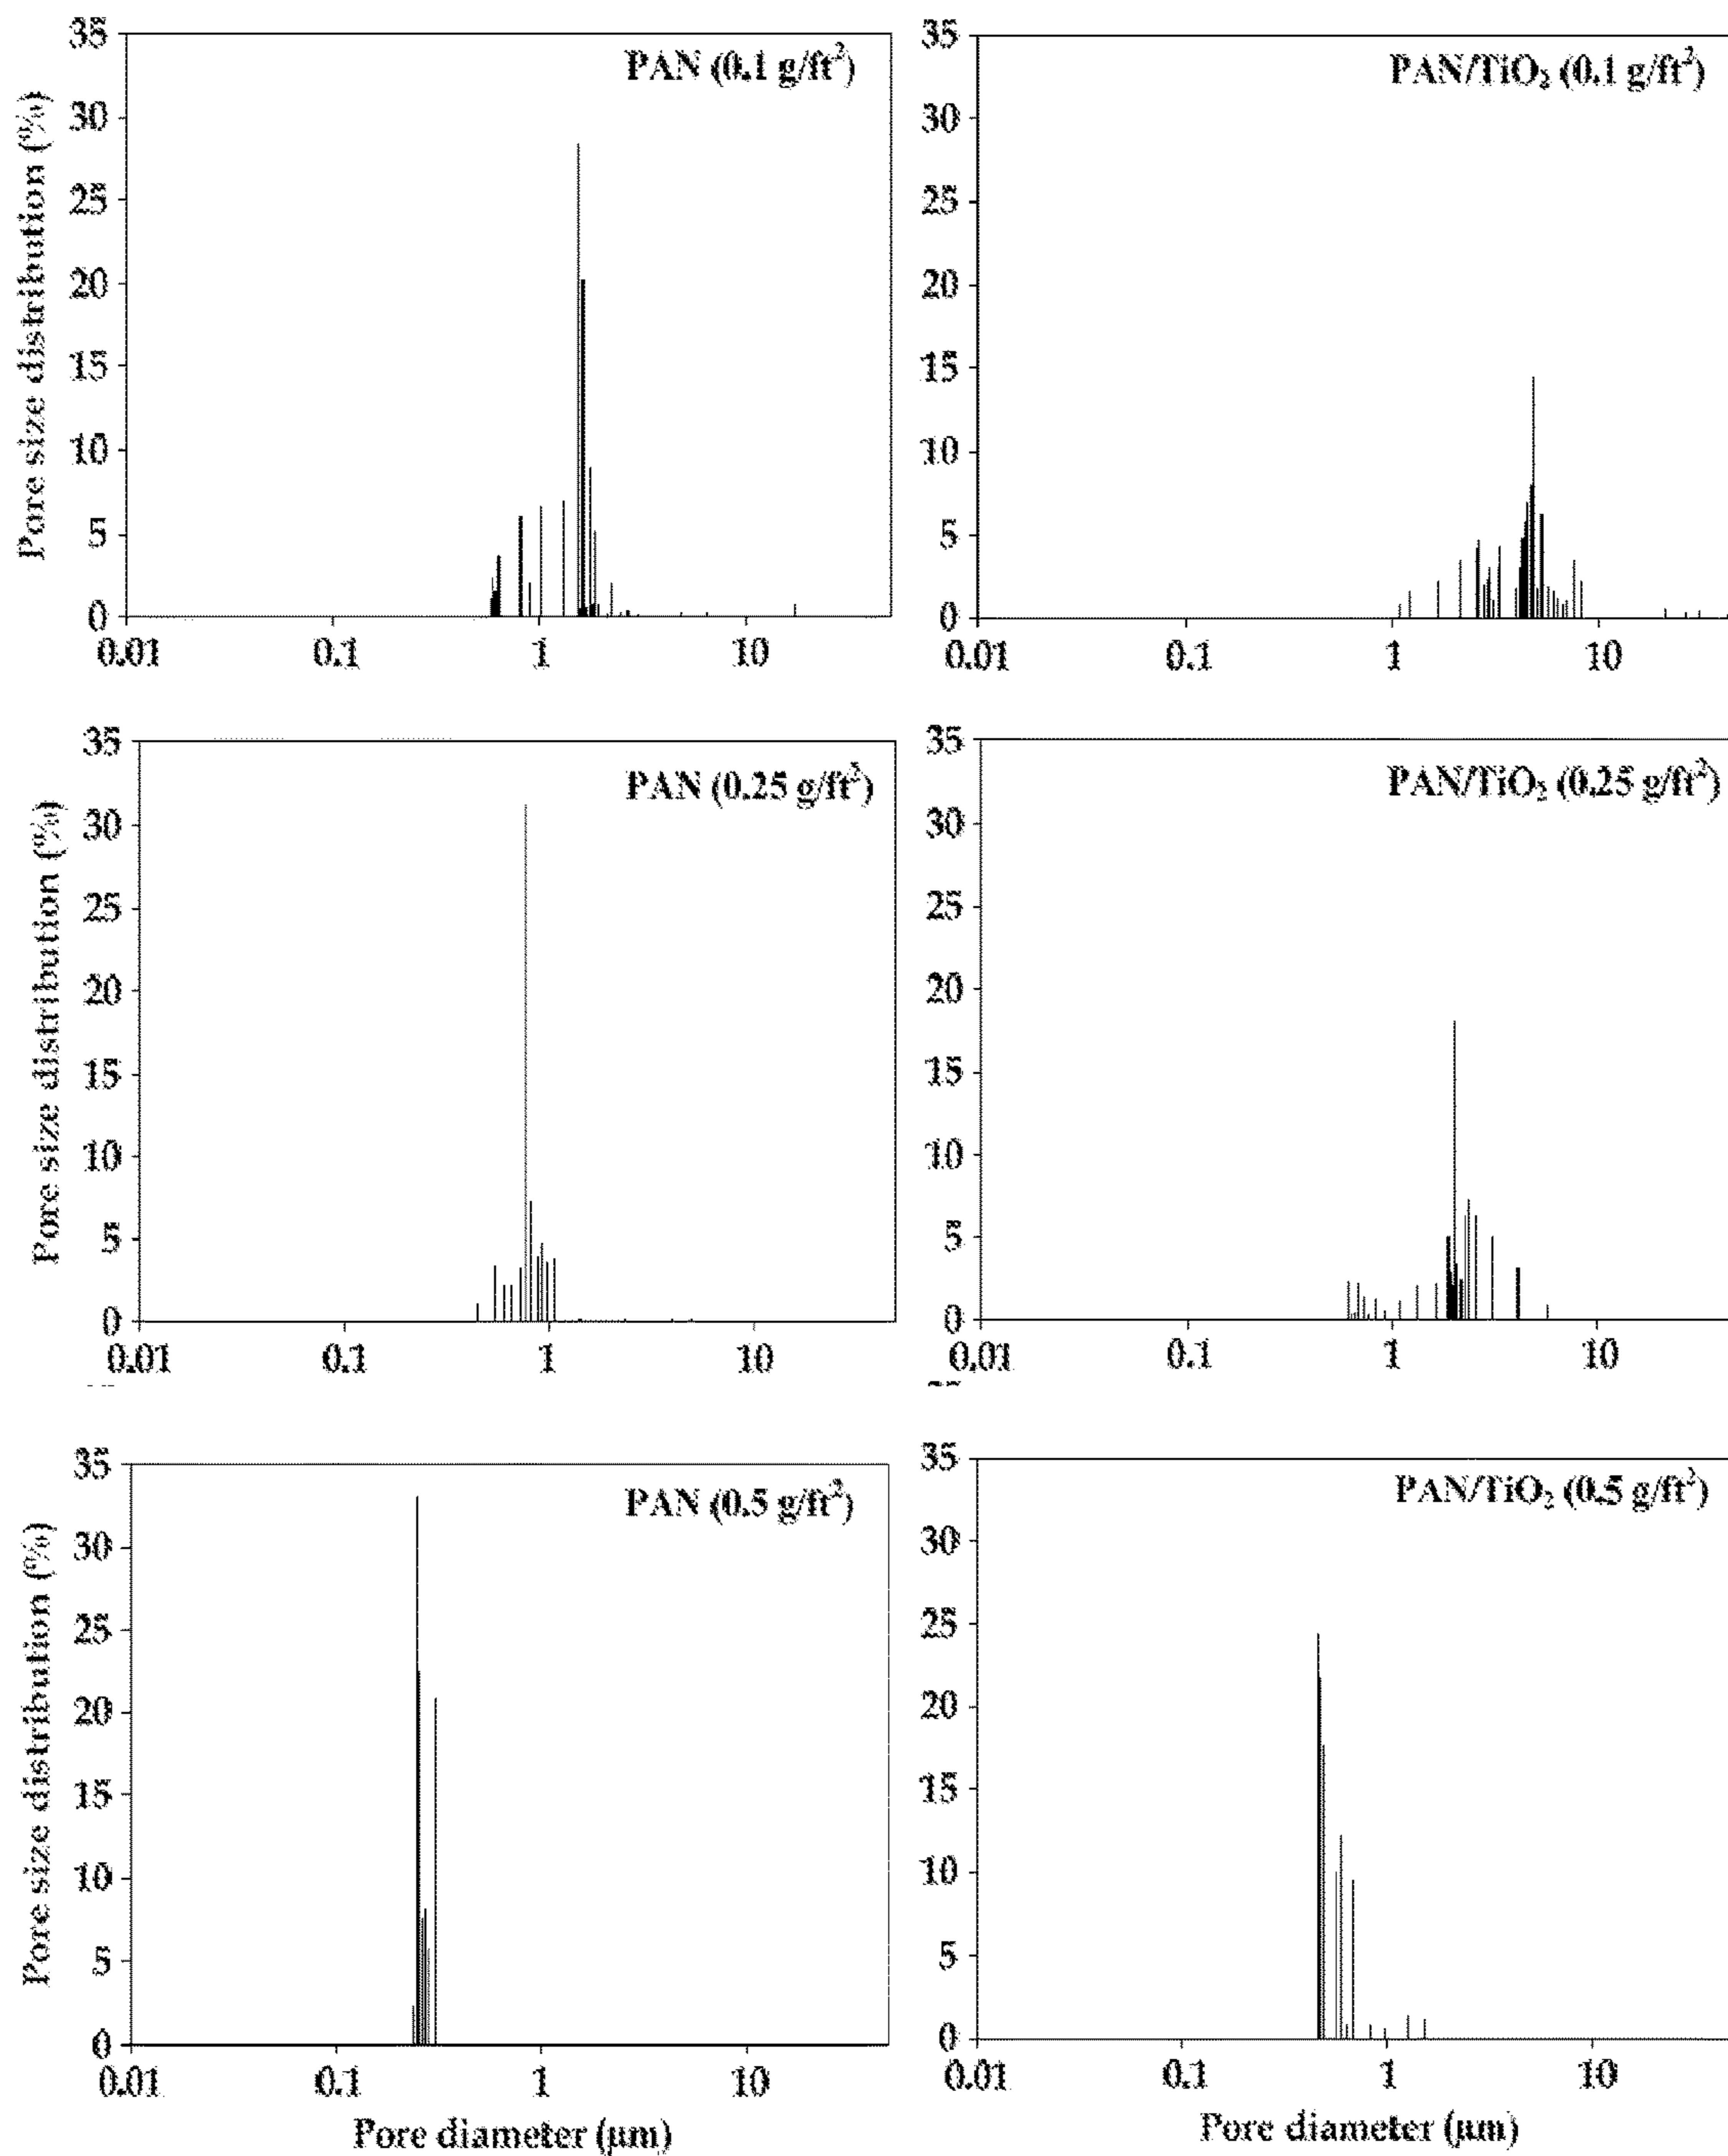 PAN (0.1 g/ft²)
Pore size distribution (%)
35
30
25
20
15
10
5
0
0.01 0.1 1 10
PAN/TiO₂ (0.1 g/ft²)
35
30
25
20
15
10
5
0
0.01 0.1 1 10
PAN (0.25 g/ft²)
Pore size distribution (%)
35
30
25
20
15
10
5
0
0.01 0.1 1 10
PAN/TiO₂ (0.25 g/ft²)
35
30
25
20
15
10
5
0
0.01 0.1 1 10
PAN (0.5 g/ft²)
Pore size distribution (%)
35
30
25
20
15
10
5
0
0.01 0.1 1 10
Pore diameter (µm)
PAN/TiO₂ (0.5 g/ft²)
35
30
25
20
15
10
5
0
0.01 0.1 1 10
Pore diameter (µm)